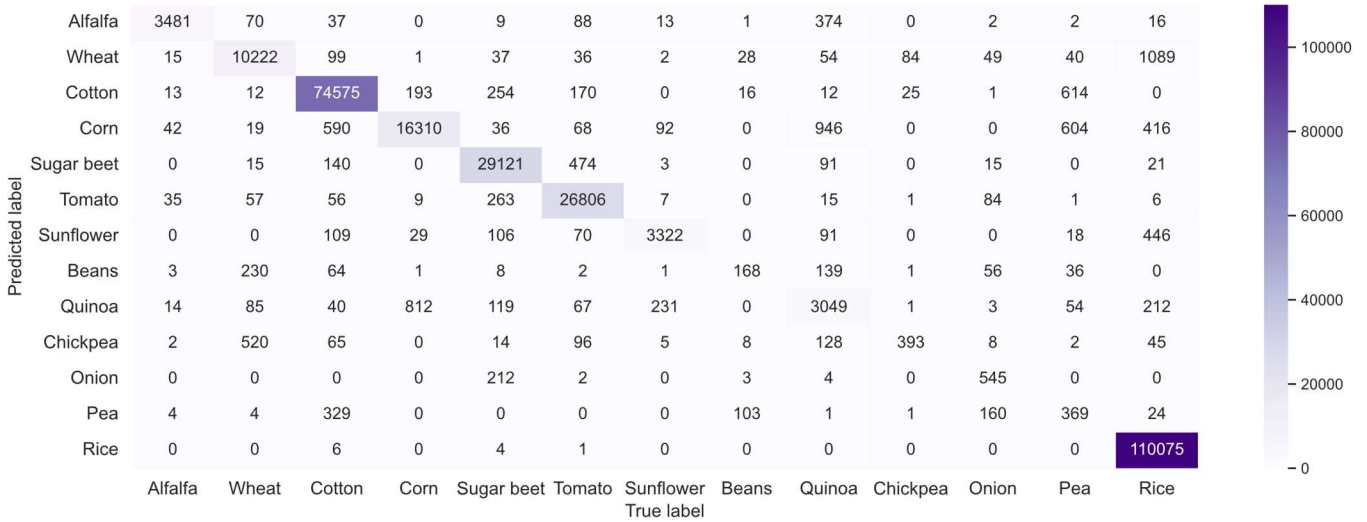 Alfalfa 3481 70 37 0 9 88 13 1 374 0 2 2 16
Wheat 15 10222 99 1 37 36 2 28 54 84 49 40 1089
Cotton 13 12 74575 193 254 170 0 16 12 25 1 614 0
Corn 42 19 590 16310 36 68 92 0 946 0 0 604 416
Sugar beet 0 15 140 0 29121 474 3 0 91 0 15 0 21
Tomato 35 57 56 9 263 26806 7 0 15 1 84 1 6
Sunflower 0 0 109 29 106 70 3322 0 91 0 0 18 446
Beans 3 230 64 1 8 2 1 168 139 1 56 36 0
Quinoa 14 85 40 812 119 67 231 0 3049 1 3 54 212
Chickpea 2 520 65 0 14 96 5 8 128 393 8 2 45
Onion 0 0 0 0 212 2 0 3 4 0 545 0 0
Pea 4 4 329 0 0 0 0 103 1 1 160 369 24
Rice 0 0 6 0 4 1 0 0 0 0 0 0 110075
Alfalfa Wheat Cotton Corn Sugar beet Tomato Sunflower Beans Quinoa Chickpea Onion Pea Rice
True label
Predicted label
100000
80000
60000
40000
20000
0